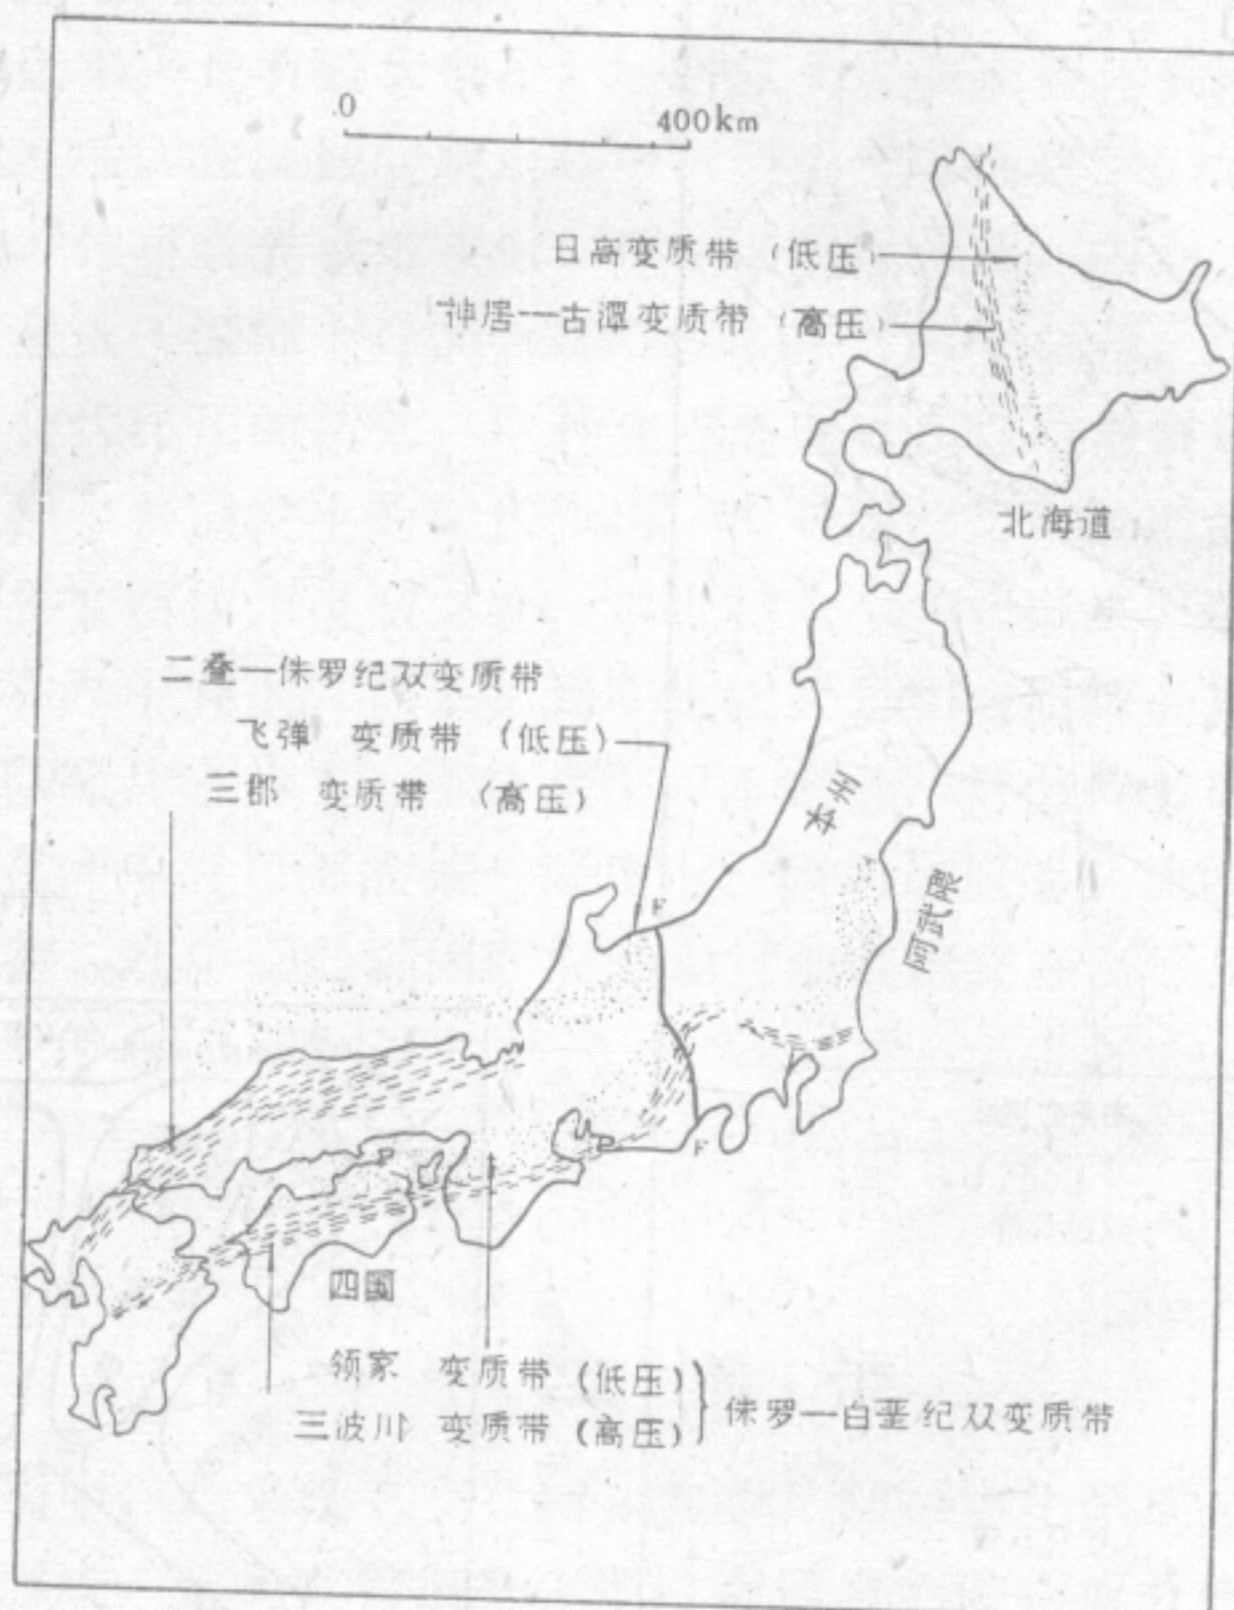 0 400km
日高变质带 (低压)
神居—古潭变质带 (高压)
北海道
二叠—侏罗纪双变质带
飞弹 变质带 (低压)
三郡 变质带 (高压)
本州
阿武隈
F
F
四国
领家 变质带 (低压)
三波川 变质带 (高压)
侏罗—白垩纪双变质带